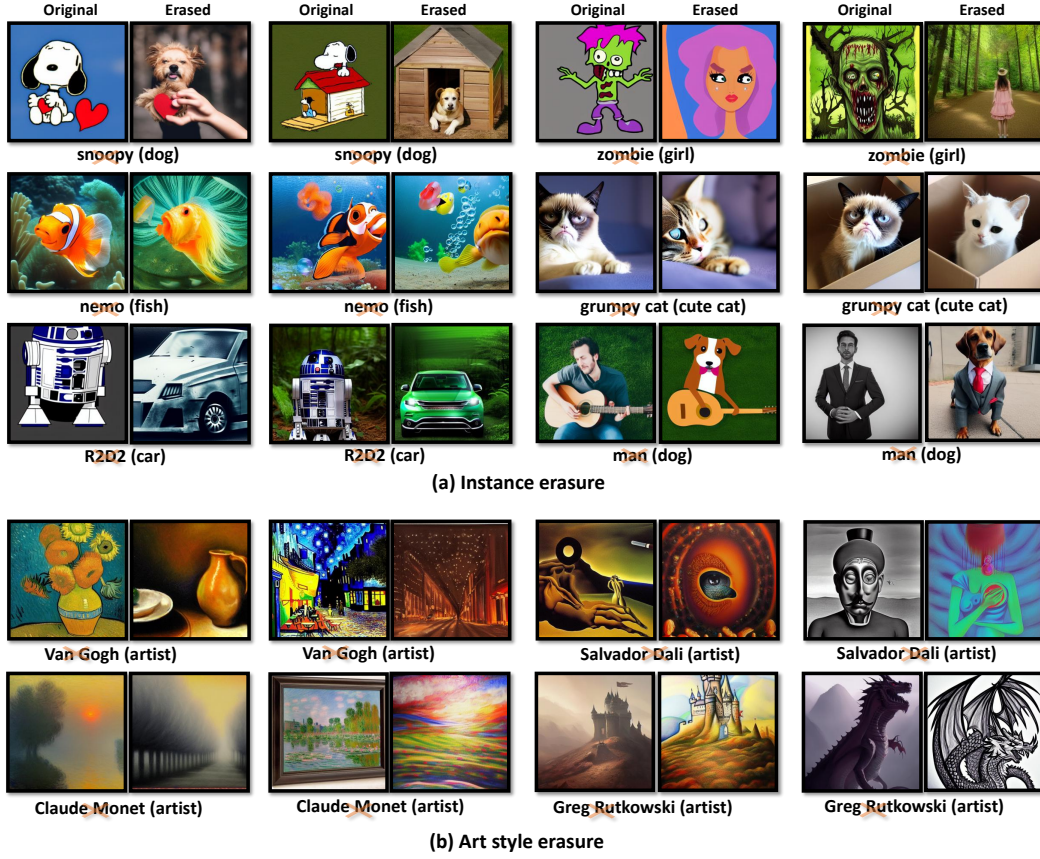 Original Erased Original Erased Original Erased Original Erased
snoopy (dog) snoopy (dog) zombie (girl) zombie (girl)
nemo (fish) nemo (fish) grumpy cat (cute cat) grumpy cat (cute cat)
R2D2 (car) R2D2 (car) man (dog) man (dog)
(a) Instance erasure
Van Gogh (artist) Van Gogh (artist) Salvador Dali (artist) Salvador Dali (artist)
Claude Monet (artist) Claude Monet (artist) Greg Rutkowski (artist) Greg Rutkowski (artist)
(b) Art style erasure